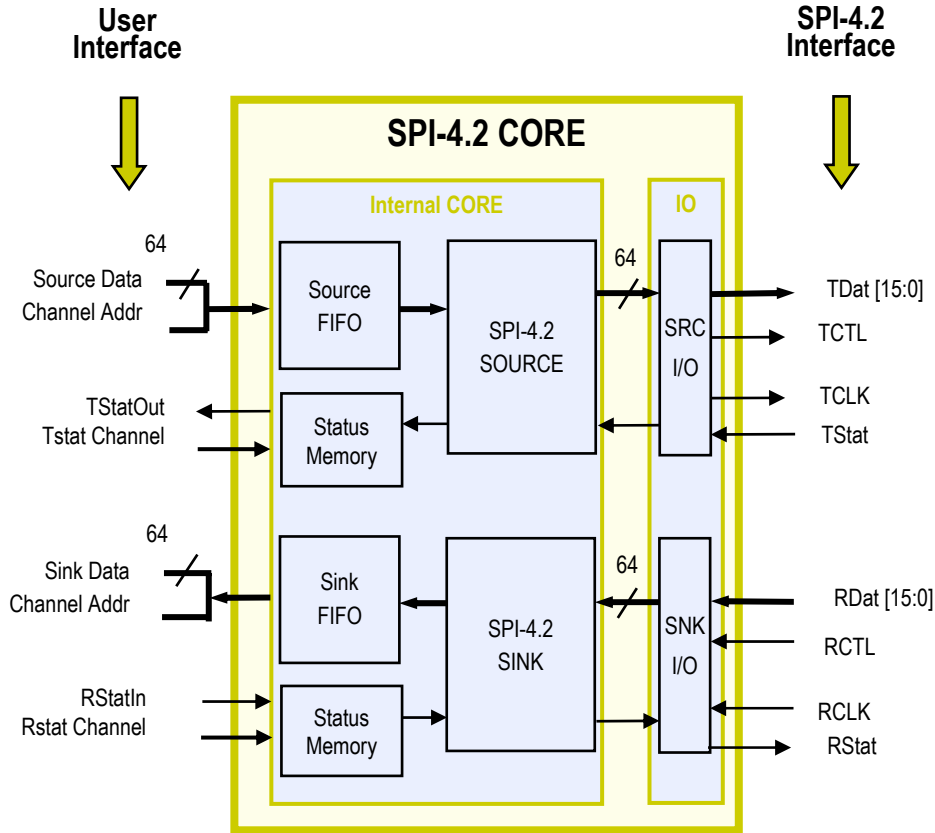 User
Interface
SPI-4.2
Interface
SPI-4.2 CORE
Internal CORE
IO
64
Source Data
Channel Addr
Source
FIFO
SPI-4.2
SOURCE
64
SRC
I/O
TDat [15:0]
TCTL
TCLK
TStat
TStatOut
Tstat Channel
Status
Memory
64
Sink Data
Channel Addr
Sink
FIFO
SPI-4.2
SINK
64
SNK
I/O
RDat [15:0]
RCTL
RCLK
RStat
RStatIn
Rstat Channel
Status
Memory